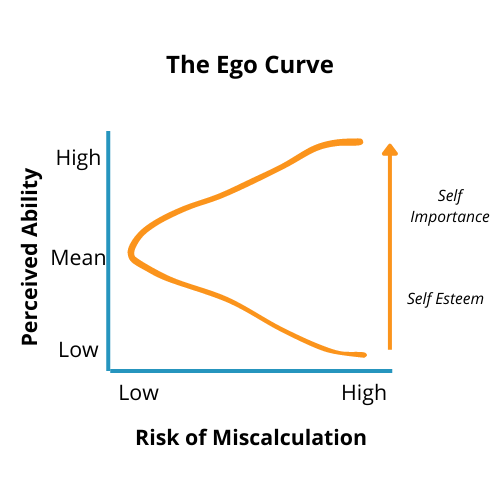 The Ego Curve
High
Mean
Low
Perceived Ability
Self
Importance
Self Esteem
Low
High
Risk of Miscalculation